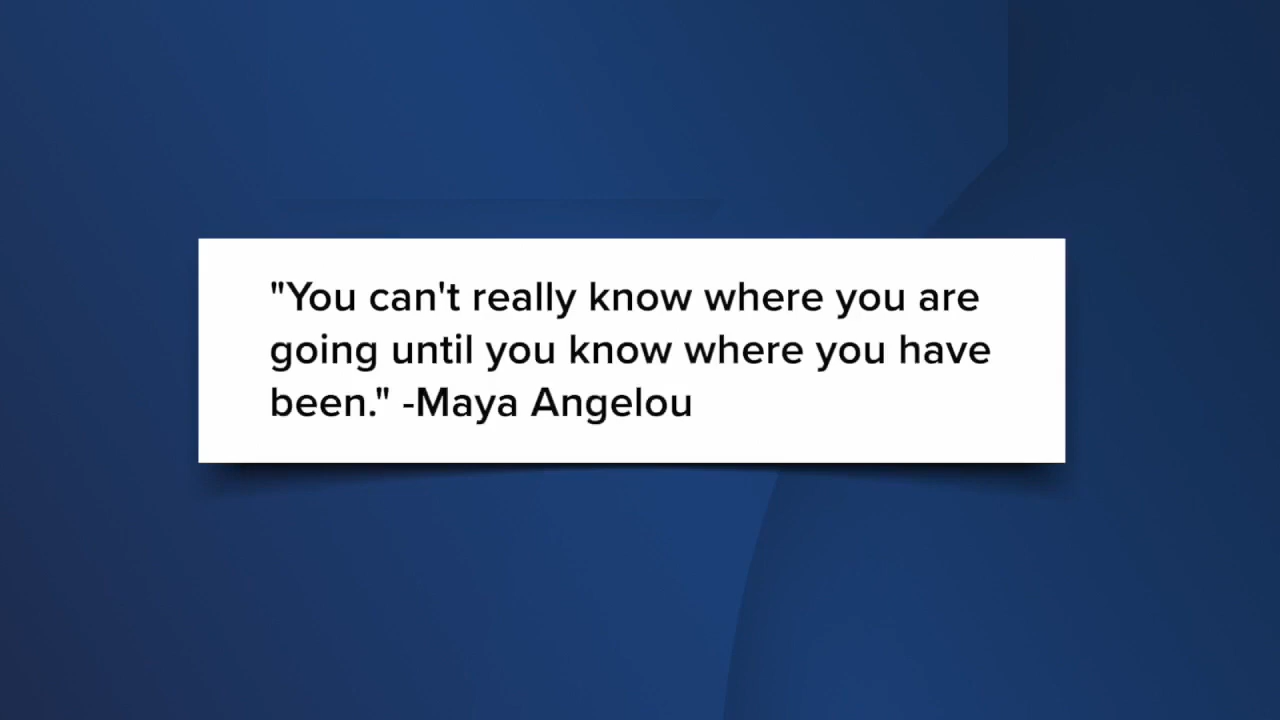 "You can't really know where you are
going until you know where you have
been." -Maya Angelou